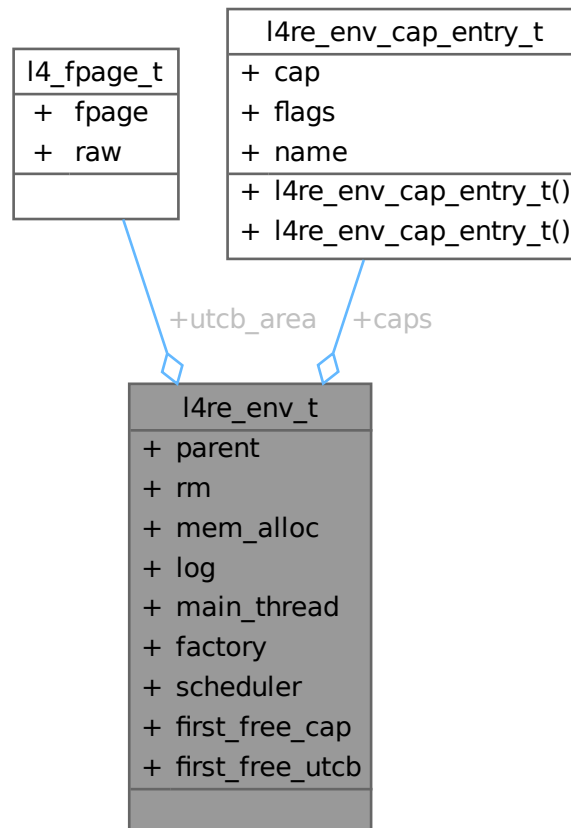 l4_fpage_t
+ fpage
+ raw
l4re_env_cap_entry_t
+ cap
+ flags
+ name
+ l4re_env_cap_entry_t()
+ l4re_env_cap_entry_t()
+utcb_area
+caps
l4re_env_t
+ parent
+ rm
+ mem_alloc
+ log
+ main_thread
+ factory
+ scheduler
+ first_free_cap
+ first_free_utcb